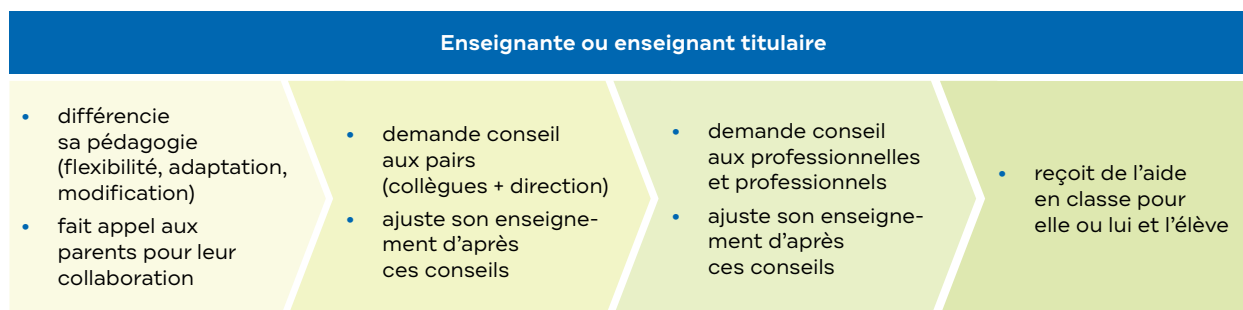 Enseignante ou enseignant titulaire
• différencie
sa pédagogie
(flexibilité, adaptation,
modification)
• fait appel aux
parents pour leur
collaboration
• demande conseil
aux pairs
(collègues + direction)
• ajuste son enseigne-
ment d’après
ces conseils
• demande conseil
aux professionnelles
et professionnels
• ajuste son enseigne-
ment d’après
ces conseils
• reçoit de l’aide
en classe pour
elle ou lui et l’élève